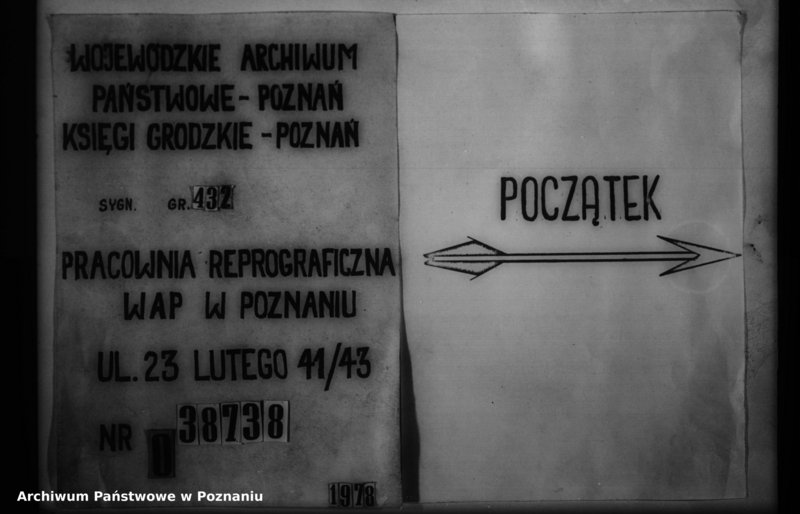 WOJEWÓDZKIE ARCHIWUM
PAŃSTWOWE - POZNAŃ
KSIĘGI GRODZKIE - POZNAŃ
SYGN. GR. 432
PRACOWNIA REPROGRAFICZNA
WAP W POZNANIU
UL. 23 LUTEGO 41/43
NR 0 38738
1978
POCZĄTEK
Archiwum Państwowe w Poznaniu